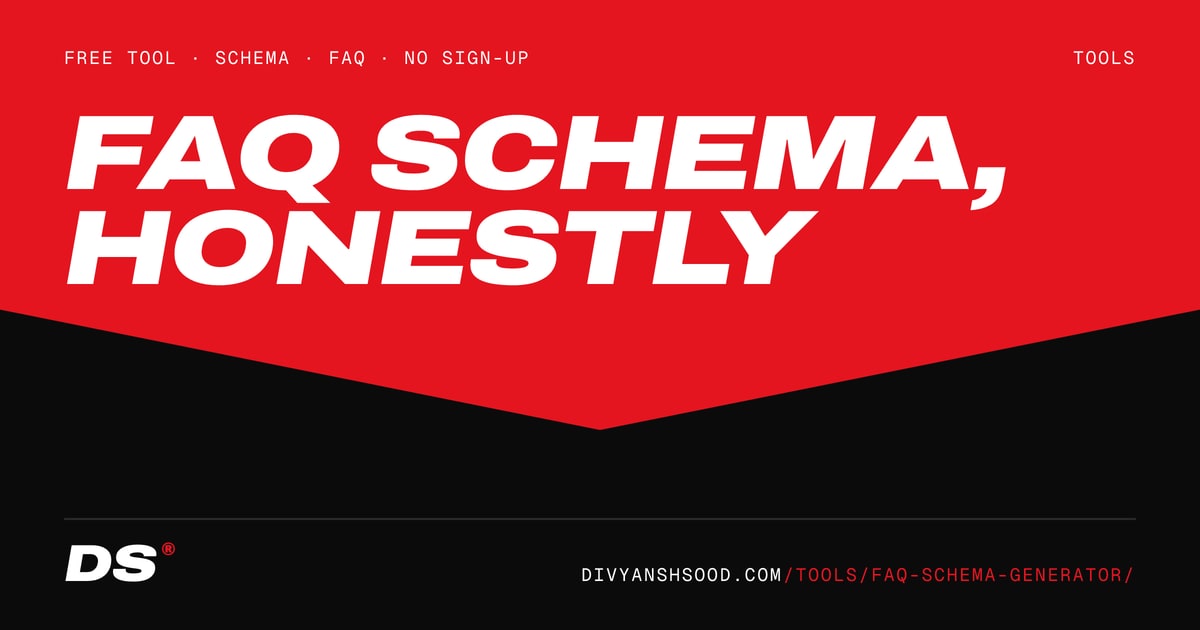 FREE TOOL · SCHEMA · FAQ · NO SIGN-UP
TOOLS
FAQ SCHEMA,
HONESTLY
DS®
DIVYANSHSOOD.COM/TOOLS/FAQ-SCHEMA-GENERATOR/